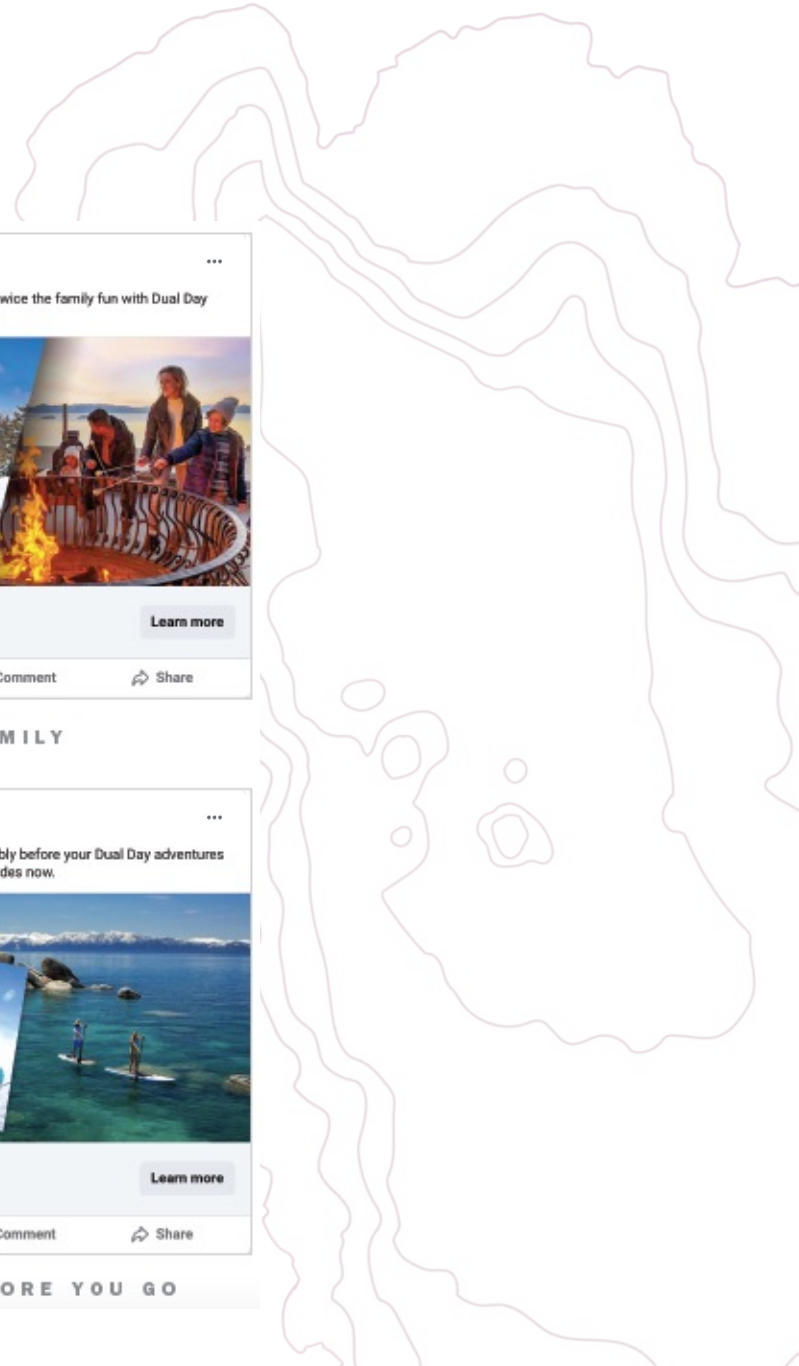 wice the family fun with Dual Day
Learn more
Comment Share
MILY
bly before your Dual Day adventures
des now.
Learn more
Comment Share
ORE YOU GO